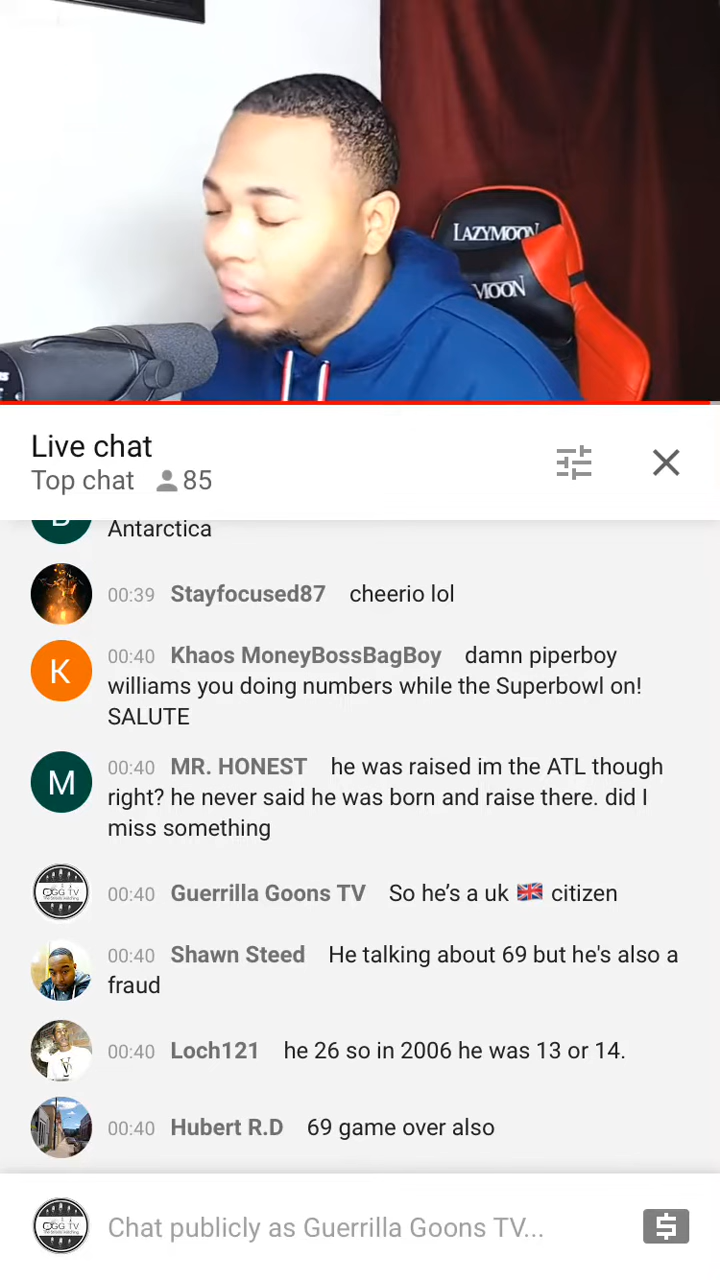 LAZYMOON
MOON
Live chat
Top chat 85
Antarctica
00:39 Stayfocused87 cheerio lol
00:40 Khaos MoneyBossBagBoy damn piperboy
williams you doing numbers while the Superbowl on!
SALUTE
K
00:40 MR. HONEST he was raised im the ATL though
right? he never said he was born and raise there. did I
miss something
M
00:40 Guerrilla Goons TV So he's a uk 🇬🇧 citizen
GG TV
00:40 Shawn Steed He talking about 69 but he's also a
fraud
00:40 Loch121 he 26 so in 2006 he was 13 or 14.
00:40 Hubert R.D 69 game over also
GG TV
Chat publicly as Guerrilla Goons TV...
$